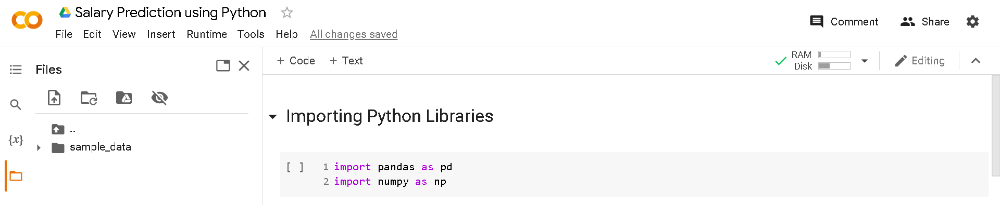 Salary Prediction using Python
File Edit View Insert Runtime Tools Help All changes saved
Comment Share
Files
+ Code + Text
RAM
Disk
Editing
..
sample_data
{x}
Importing Python Libraries
[ ] 1 import pandas as pd
2 import numpy as np